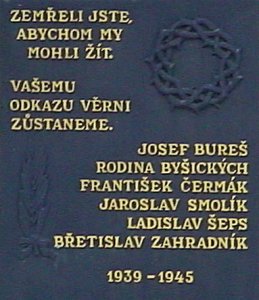 ZEMŘELI JSTE,
ABYCHOM MY
MOHLI ŽÍT.
VAŠEMU
ODKAZU VĚRNI
ZŮSTANEME.
JOSEF BUREŠ
RODINA BYŠICKÝCH
FRANTIŠEK ČERMÁK
JAROSLAV SMOLÍK
LADISLAV ŠEPS
BŘETISLAV ZAHRADNÍK
1939 - 1945